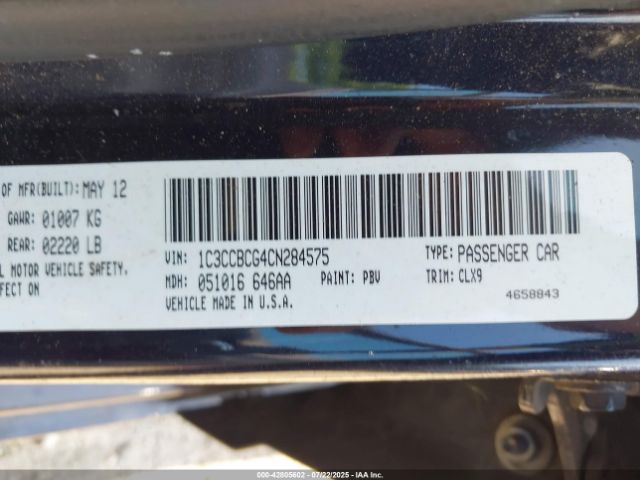 OF MFR(BUILT): MAY 12
GAWR: 01007 KG
REAR: 02220 LB
L MOTOR VEHICLE SAFETY.
EFECT ON
VIN: 1C3CCBCG4CN284575
TYPE: PASSENGER CAR
MDH: 051016 646AA
PAINT: PBV
TRIM: CLX9
VEHICLE MADE IN U.S.A.
4658843
000-42805602 - 07/22/2025 - IAA Inc.